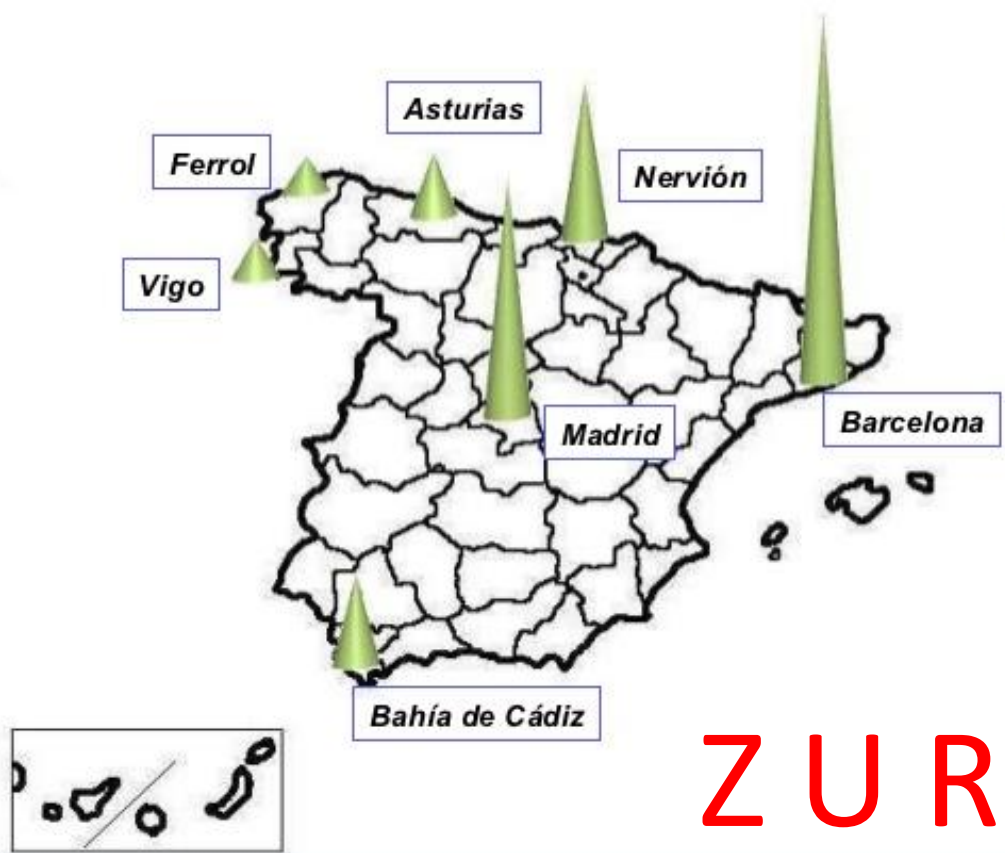 Asturias
Ferrol
Nervión
Vigo
Barcelona
Madrid
Bahía de Cádiz
Z U R